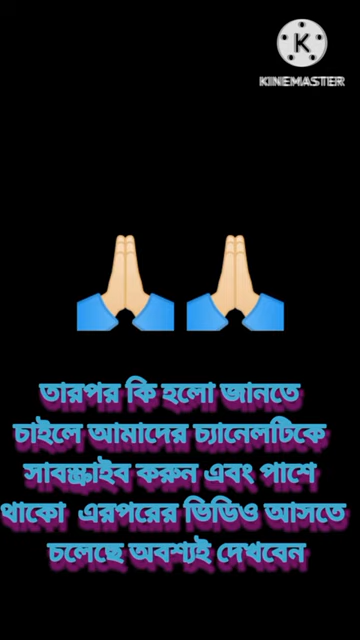 KINEMASTER
তারপর কি হলো জানতে
চাইলে আমাদের চ্যানেলটিকে
সাবস্ক্রাইব করুন এবং পাশে
থাকো এরপরের ভিডিও আসতে
চলেছে অবশ্যই দেখবেন